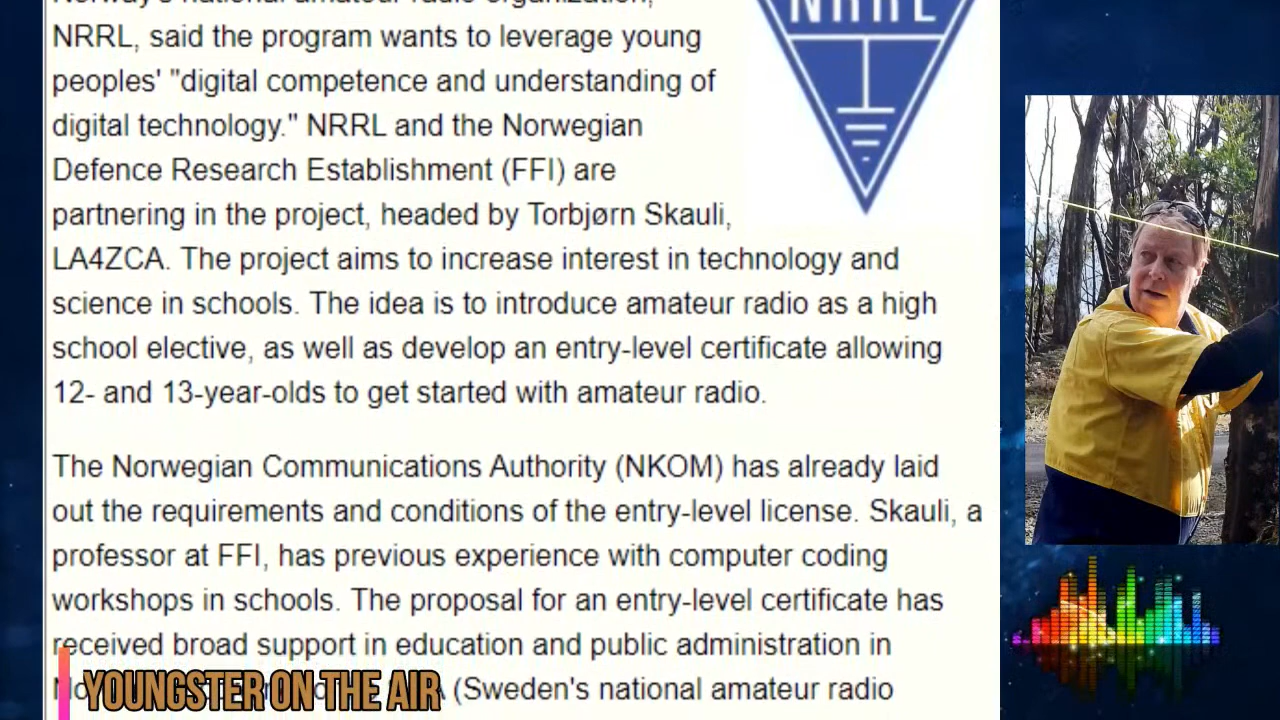 Norway's national amateur radio organization,
NRRL, said the program wants to leverage young
peoples' "digital competence and understanding of
digital technology." NRRL and the Norwegian
Defence Research Establishment (FFI) are
partnering in the project, headed by Torbjørn Skauli,
LA4ZCA. The project aims to increase interest in technology and
science in schools. The idea is to introduce amateur radio as a high
school elective, as well as develop an entry-level certificate allowing
12- and 13-year-olds to get started with amateur radio.
The Norwegian Communications Authority (NKOM) has already laid
out the requirements and conditions of the entry-level license. Skauli, a
professor at FFI, has previous experience with computer coding
workshops in schools. The proposal for an entry-level certificate has
received broad support in education and public administration in
(Sweden's national amateur radio
NRRL
YOUNGSTER ON THE AIR